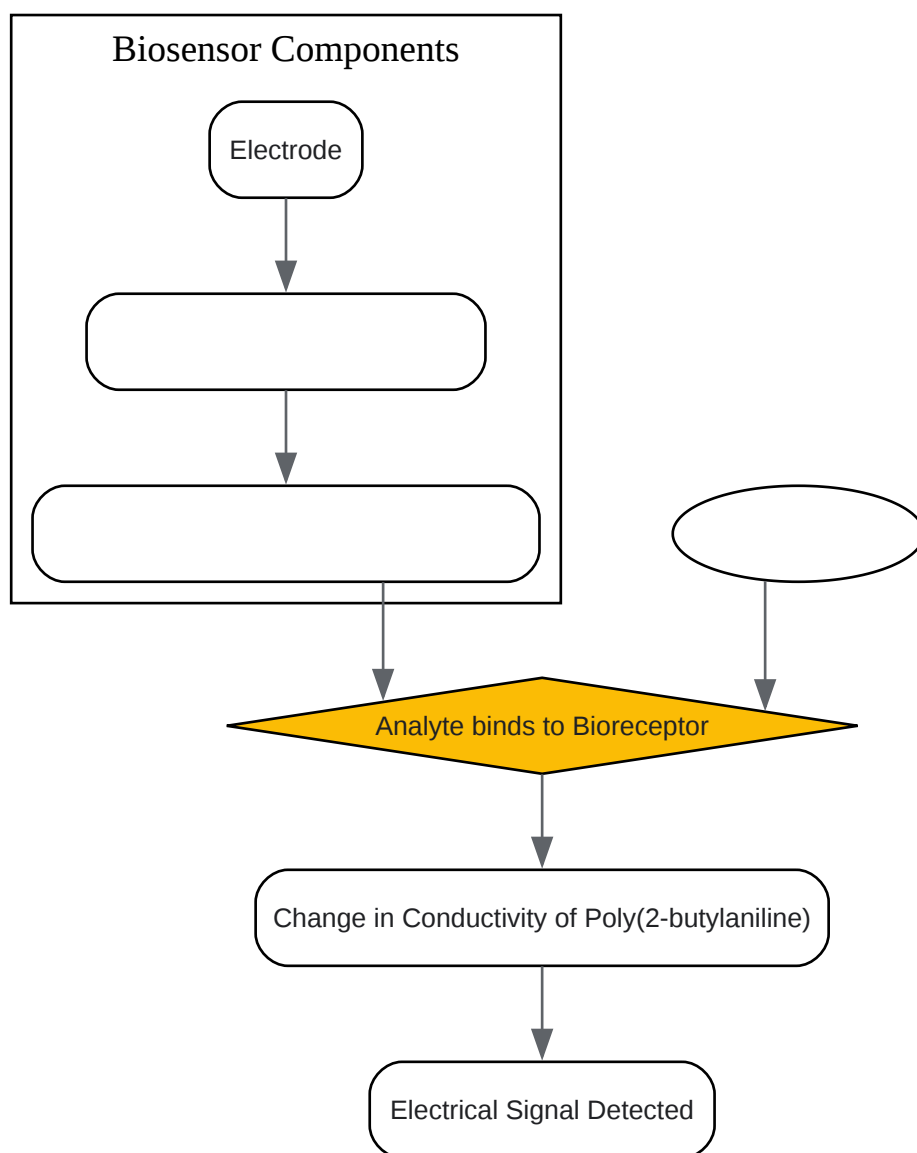 Biosensor Components
Electrode
Analyte binds to Bioreceptor
Change in Conductivity of Poly(2-butylaniline)
Electrical Signal Detected